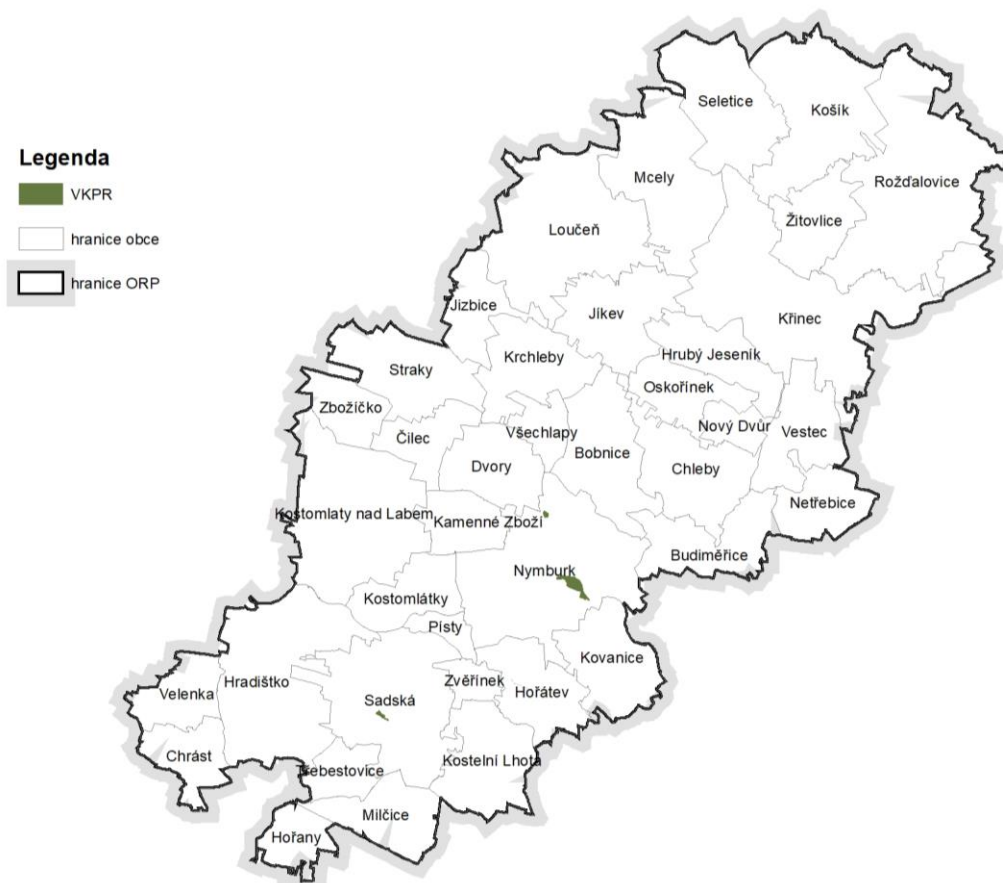 Legenda
VKPR
hranice obce
hranice ORP
Seletice
Košík
Mcely
Rožďalovice
Žitovlice
Loučeň
Jizbice
Jíkev
Křinec
Hrubý Jeseník
Krchleby
Straky
Oskořínek
Zbožíčko
Nový Dvůr
Vestec
Čilec
Všechlapy
Bobnice
Dvory
Chleby
Netřebice
Kostomlaty nad Labem
Kamenné Zboží
Budiměřice
Nymburk
Kostomlátky
Písty
Kovanice
Hradištko
Zvěřínek
Velenka
Hořátev
Sadská
Chrást
Kostelní Lhota
Třebestovice
Milčice
Hořany